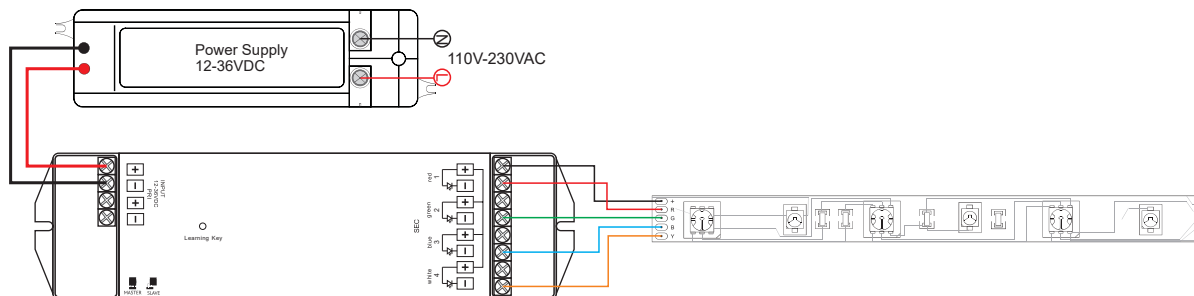 Power Supply
12-36VDC
N
L
110V-230VAC
+
−
+
−
INPUT
12-36VDC
PRI
Learning Key
MASTER SLAVE
SEC
red
1
+
−
green
2
+
−
blue
3
+
−
white
4
+
−
+
R
G
B
Y